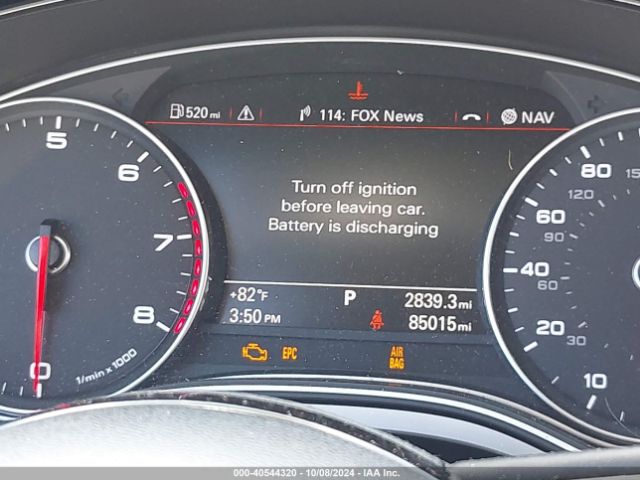 520 mi
114: FOX News
NAV
Turn off ignition
before leaving car.
Battery is discharging
+82°F
P
2839.3 mi
3:50 PM
85015 mi
EPC
AIR
BAG
5
6
7
8
0
1/min x 1000
80
120
60
90
40
60
20
30
10
000-40544320 - 10/08/2024 - IAA Inc.